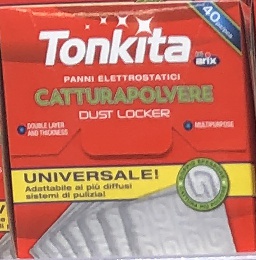 40 pezzi
Tonkita
arix
PANNI ELETTROSTATICI
CATTURAPOLVERE
DUST LOCKER
DOUBLE LAYER
AND THICKNESS
MULTIPURPOSE
UNIVERSALE!
Adattabile ai più diffusi
sistemi di pulizia!